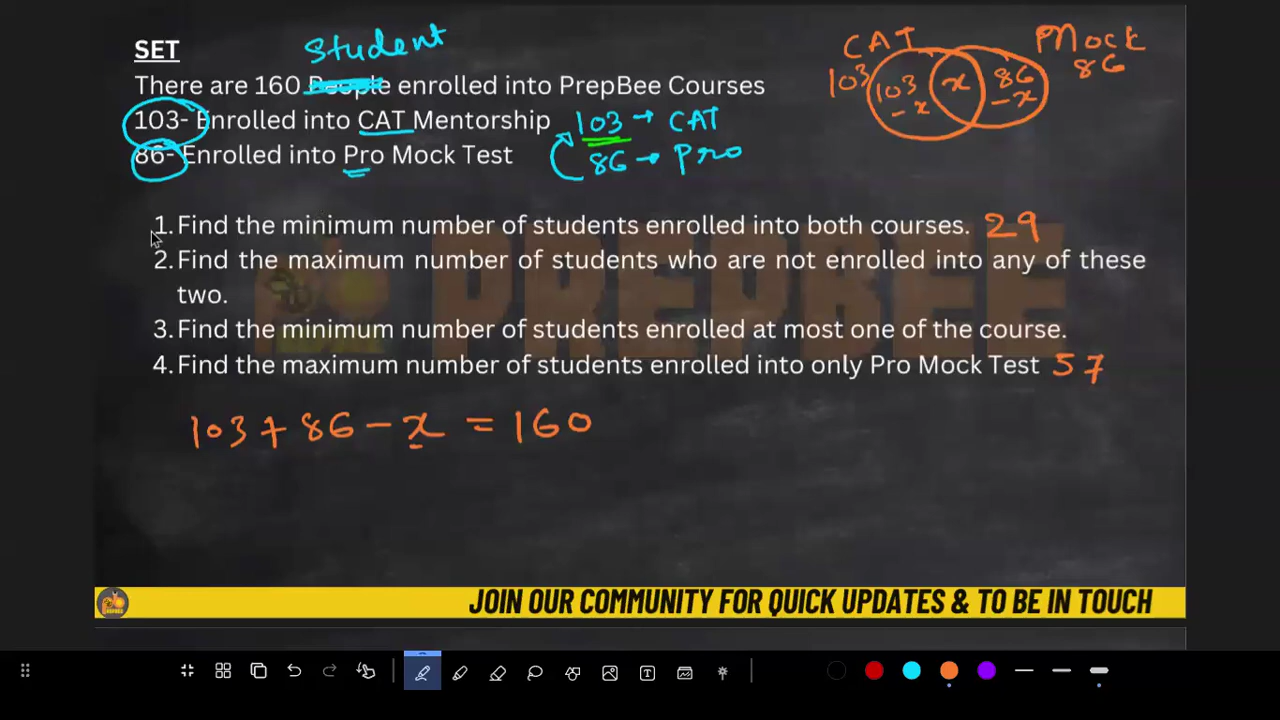 SET
Student
There are 160 People enrolled into PrepBee Courses
103- Enrolled into CAT Mentorship
86- Enrolled into Pro Mock Test
103 → CAT
86 → Pro
CAT
103
103 - x
x
86 - x
Mock
86
1. Find the minimum number of students enrolled into both courses. 29
2. Find the maximum number of students who are not enrolled into any of these
two.
3. Find the minimum number of students enrolled at most one of the course.
4. Find the maximum number of students enrolled into only Pro Mock Test 57
103 + 86 - x = 160
PREPBEE
JOIN OUR COMMUNITY FOR QUICK UPDATES & TO BE IN TOUCH